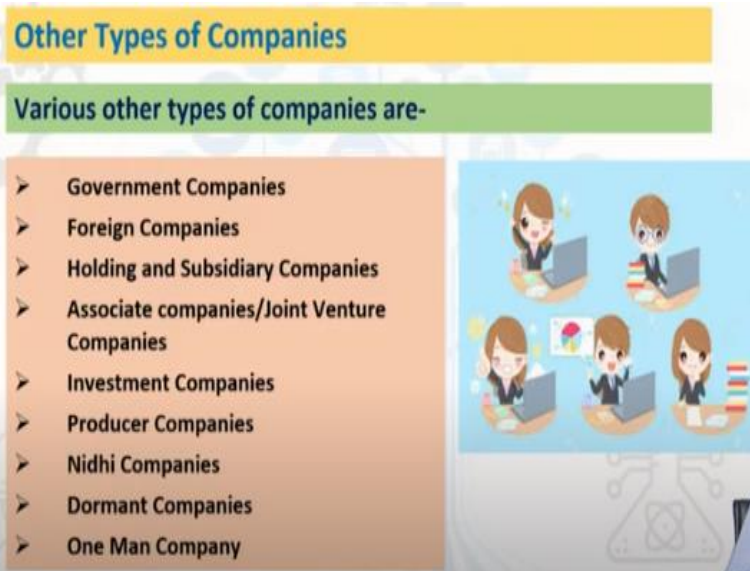 Other Types of Companies
Various other types of companies are-
➢ Government Companies
➢ Foreign Companies
➢ Holding and Subsidiary Companies
➢ Associate companies/Joint Venture
Companies
➢ Investment Companies
➢ Producer Companies
➢ Nidhi Companies
➢ Dormant Companies
➢ One Man Company